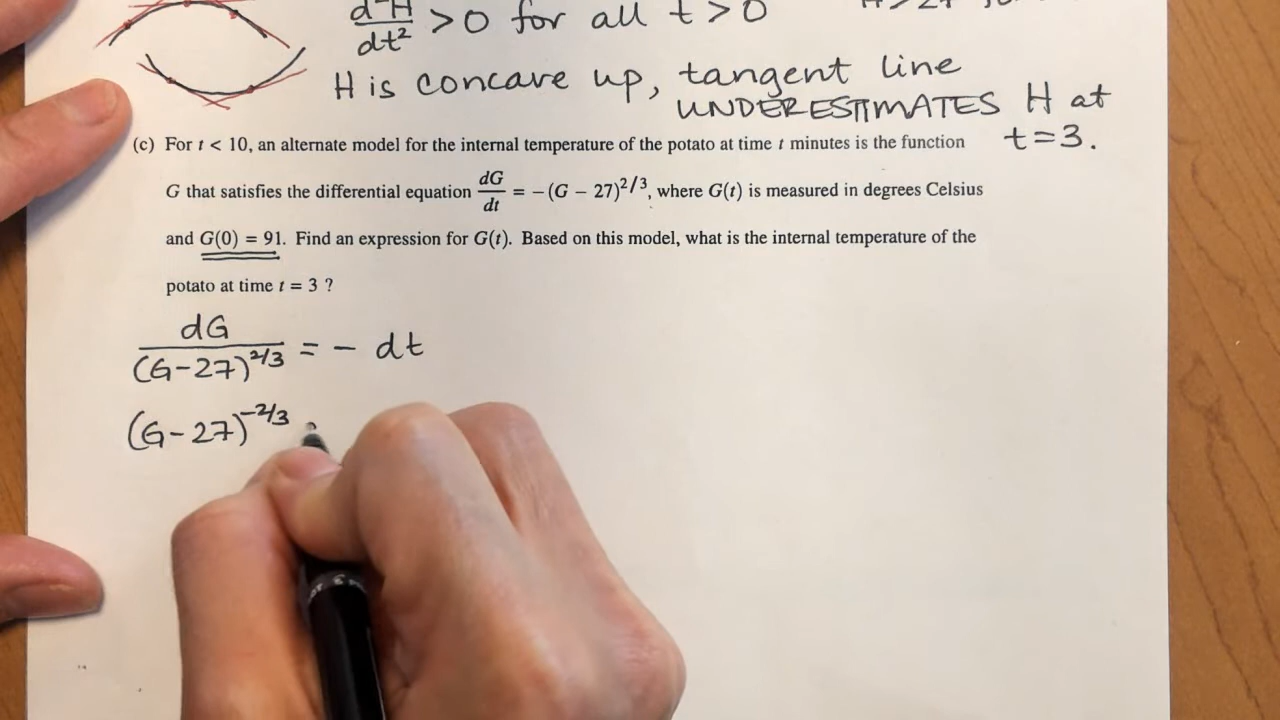 d²H/dt² > 0 for all t > 0
H is concave up, tangent line
UNDERESTIMATES H at
t = 3.
(c) For t < 10, an alternate model for the internal temperature of the potato at time t minutes is the function
G that satisfies the differential equation dG/dt = −(G − 27)^2/3, where G(t) is measured in degrees Celsius
and G(0) = 91. Find an expression for G(t). Based on this model, what is the internal temperature of the
potato at time t = 3 ?
dG/(G-27)^2/3 = - dt
(G-27)^-2/3